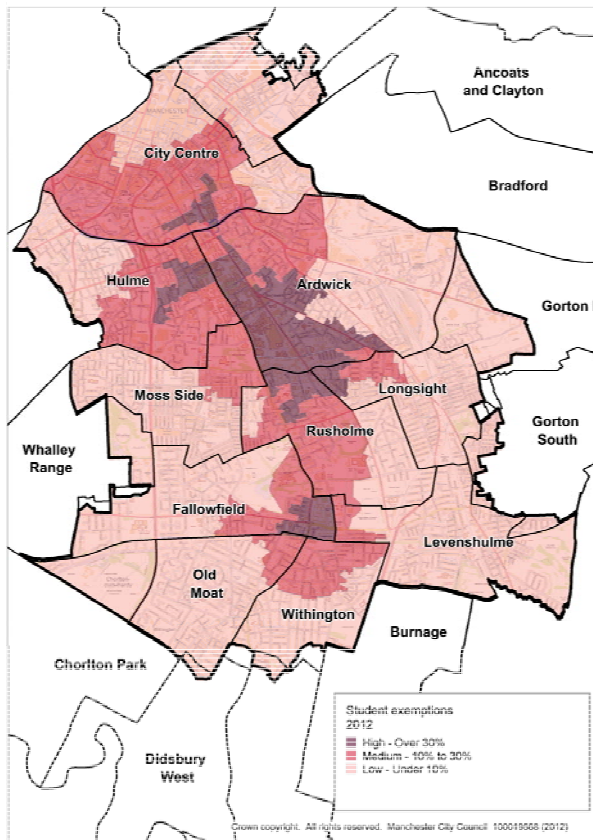 Ancoats
and Clayton
City Centre
Bradford
Hulme
Ardwick
Gorton
Moss Side
Longsight
Whalley
Range
Rusholme
Gorton
South
Fallowfield
Levenshulme
Old
Moat
Withington
Burnage
Chorlton Park
Didsbury
West
Student exemptions
2012
High - Over 30%
Medium - 10% to 30%
Low - Under 10%
Crown copyright. All rights reserved. Manchester City Council 100019568 (2012)